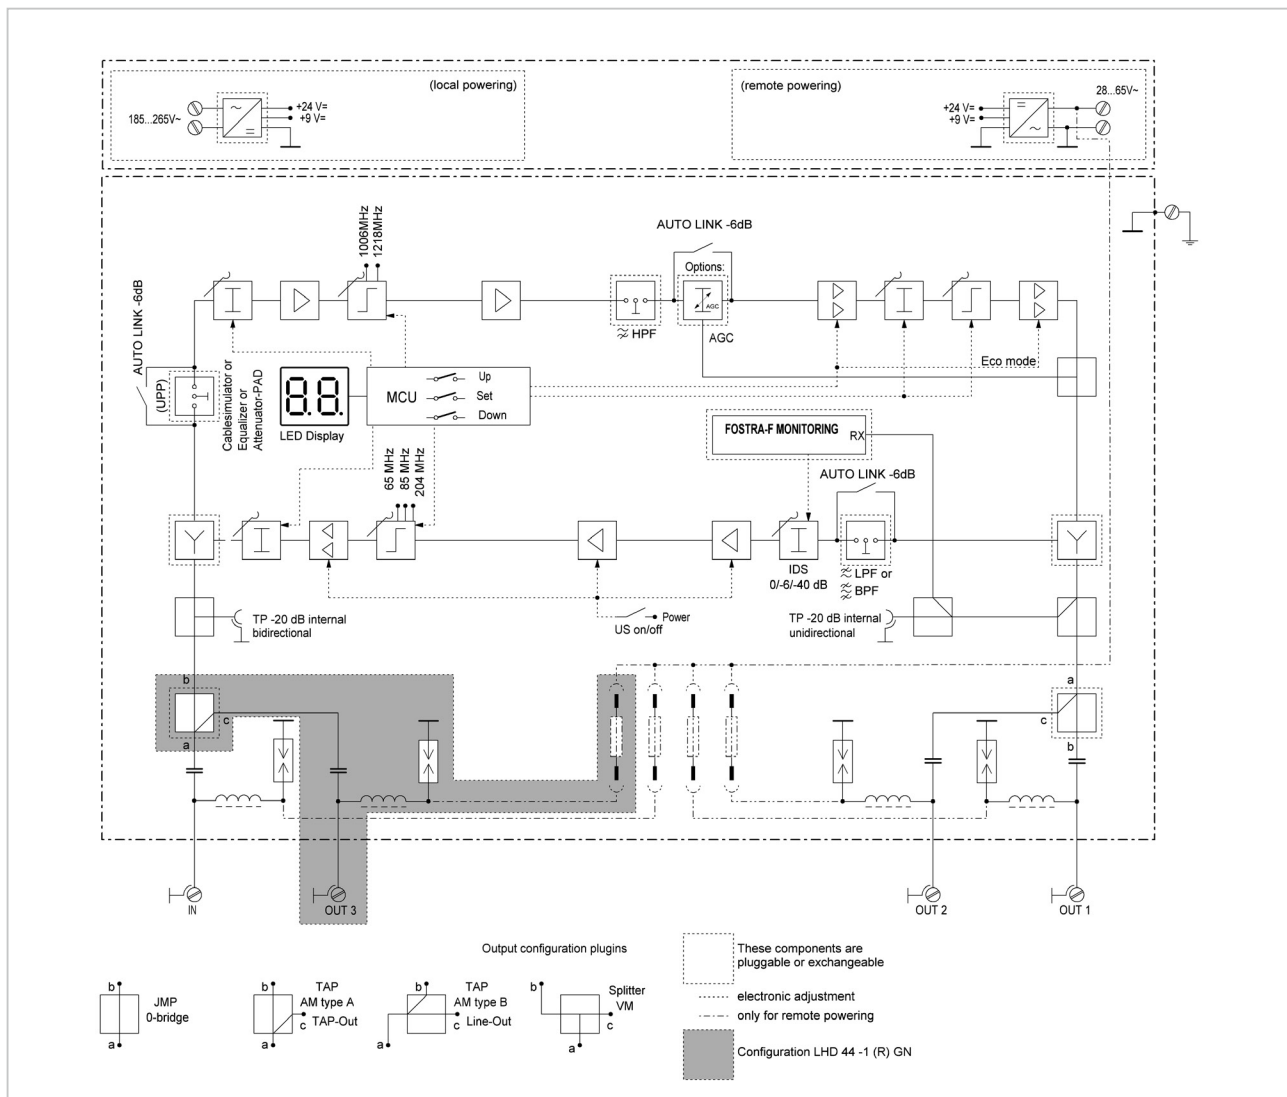 (local powering)
185...265V~
+24 V=
+9 V=
(remote powering)
28...65V~
+24 V=
+9 V=
1006MHz
1218MHz
AUTO LINK -6dB
Options:
AGC
HPF
AGC
AUTO LINK -6dB
(UPP)
Cablesimulator or
Equalizer or
Attenuator-PAD
Eco mode
88
LED Display
MCU
Up
Set
Down
FOSTRA-F MONITORING
RX
65 MHz
85 MHz
204 MHz
AUTO LINK -6dB
IDS
0/-6/-40 dB
LPF or
BPF
TP -20 dB internal
bidirectional
Power
US on/off
TP -20 dB internal
unidirectional
b
c
a
a
c
b
IN
OUT 3
OUT 2
OUT 1
Output configuration plugins
b
a
JMP
0-bridge
b
a
TAP
AM type A
c TAP-Out
b
a
TAP
AM type B
c Line-Out
b
a
c
Splitter
VM
These components are
pluggable or exchangeable
electronic adjustment
only for remote powering
Configuration LHD 44 -1 (R) GN